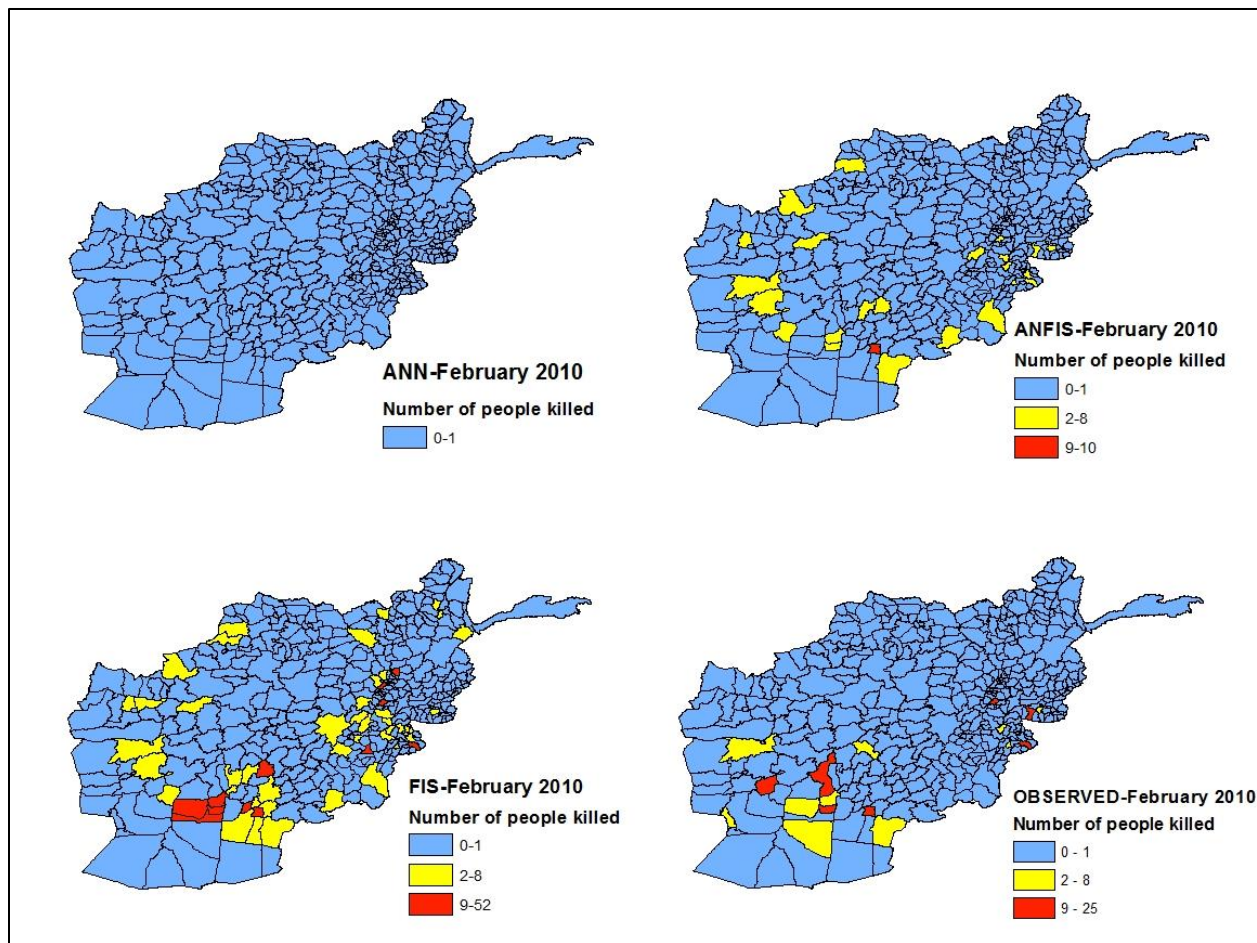 ANN-February 2010
Number of people killed
0-1
ANFIS-February 2010
Number of people killed
0-1
2-8
9-10
FIS-February 2010
Number of people killed
0-1
2-8
9-52
OBSERVED-February 2010
Number of people killed
0 - 1
2 - 8
9 - 25